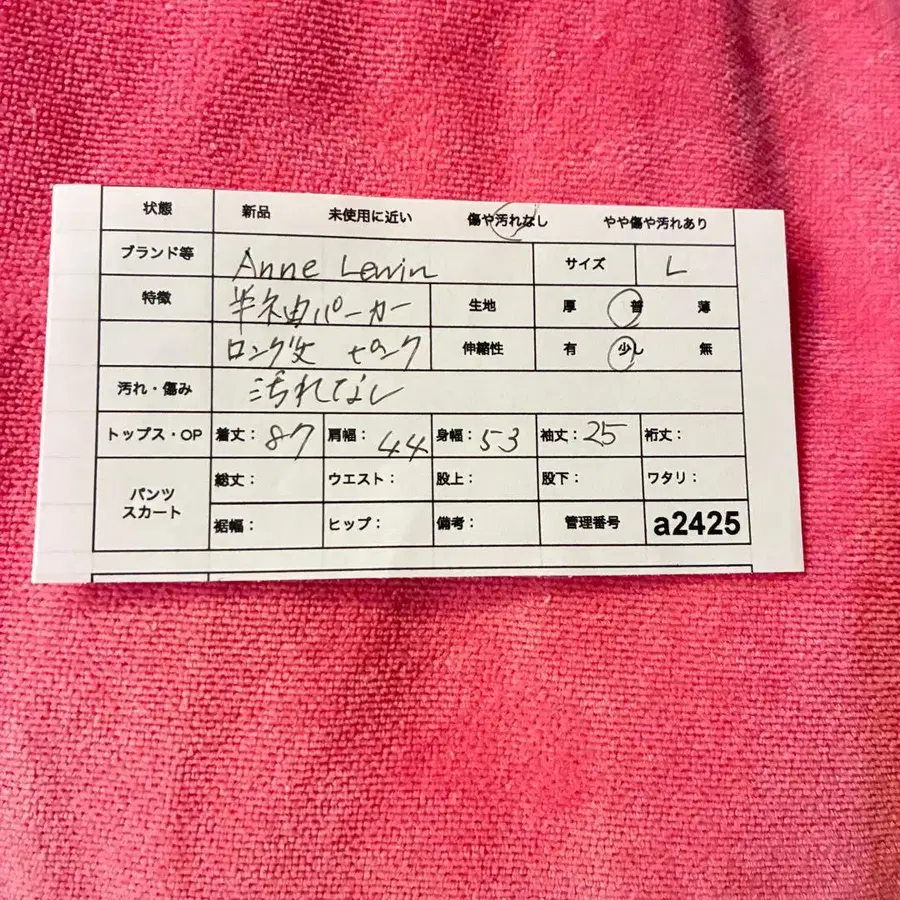 状態 新品 未使用に近い 傷や汚れなし やや傷や汚れあり
ブランド等 Anne Lewin サイズ L
特徴 半袖パーカー 生地 厚 普 薄
ロング丈 ピンク 伸縮性 有 少し 無
汚れ・傷み 汚れなし
トップス・OP 着丈: 87 肩幅: 44 身幅: 53 袖丈: 25 裄丈:
パンツ スカート 総丈: ウエスト: 股上: 股下: ワタリ:
裾幅: ヒップ: 備考: 管理番号 a2425